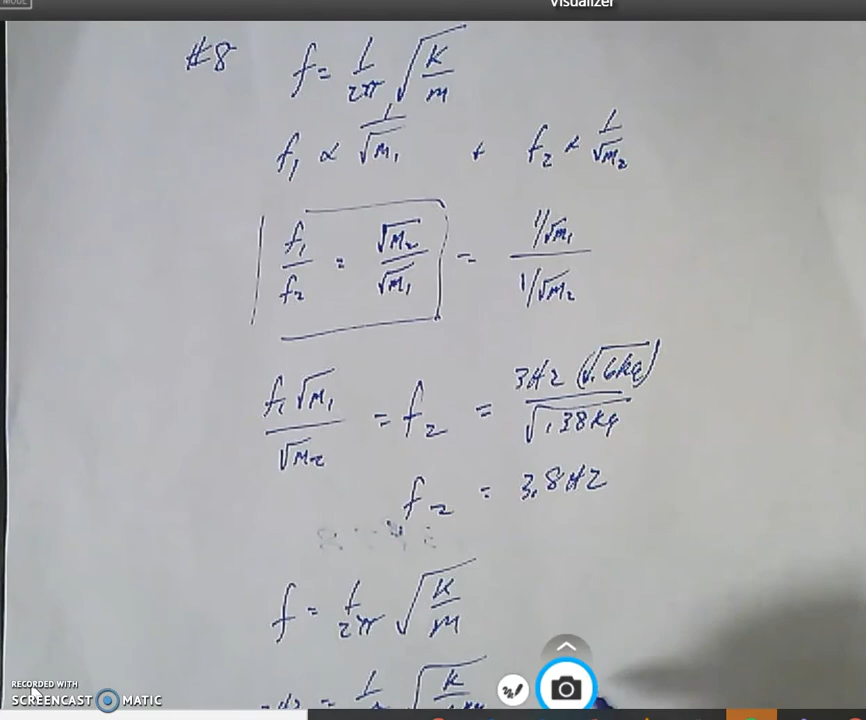 Visualizer
#8 f = 1/2π √(K/m)
f₁ ∝ 1/√M₁ + f₂ ∝ 1/√M₂
f₁/f₂ = √M₂/√M₁ = 1/√M₁ / 1/√M₂
f₁√M₁/√M₂ = f₂ = 3Hz (√.6kg)/√.38kg
f₂ = 3.8Hz
f = 1/2π √(K/m)
RECORDED WITH
SCREENCAST MATIC